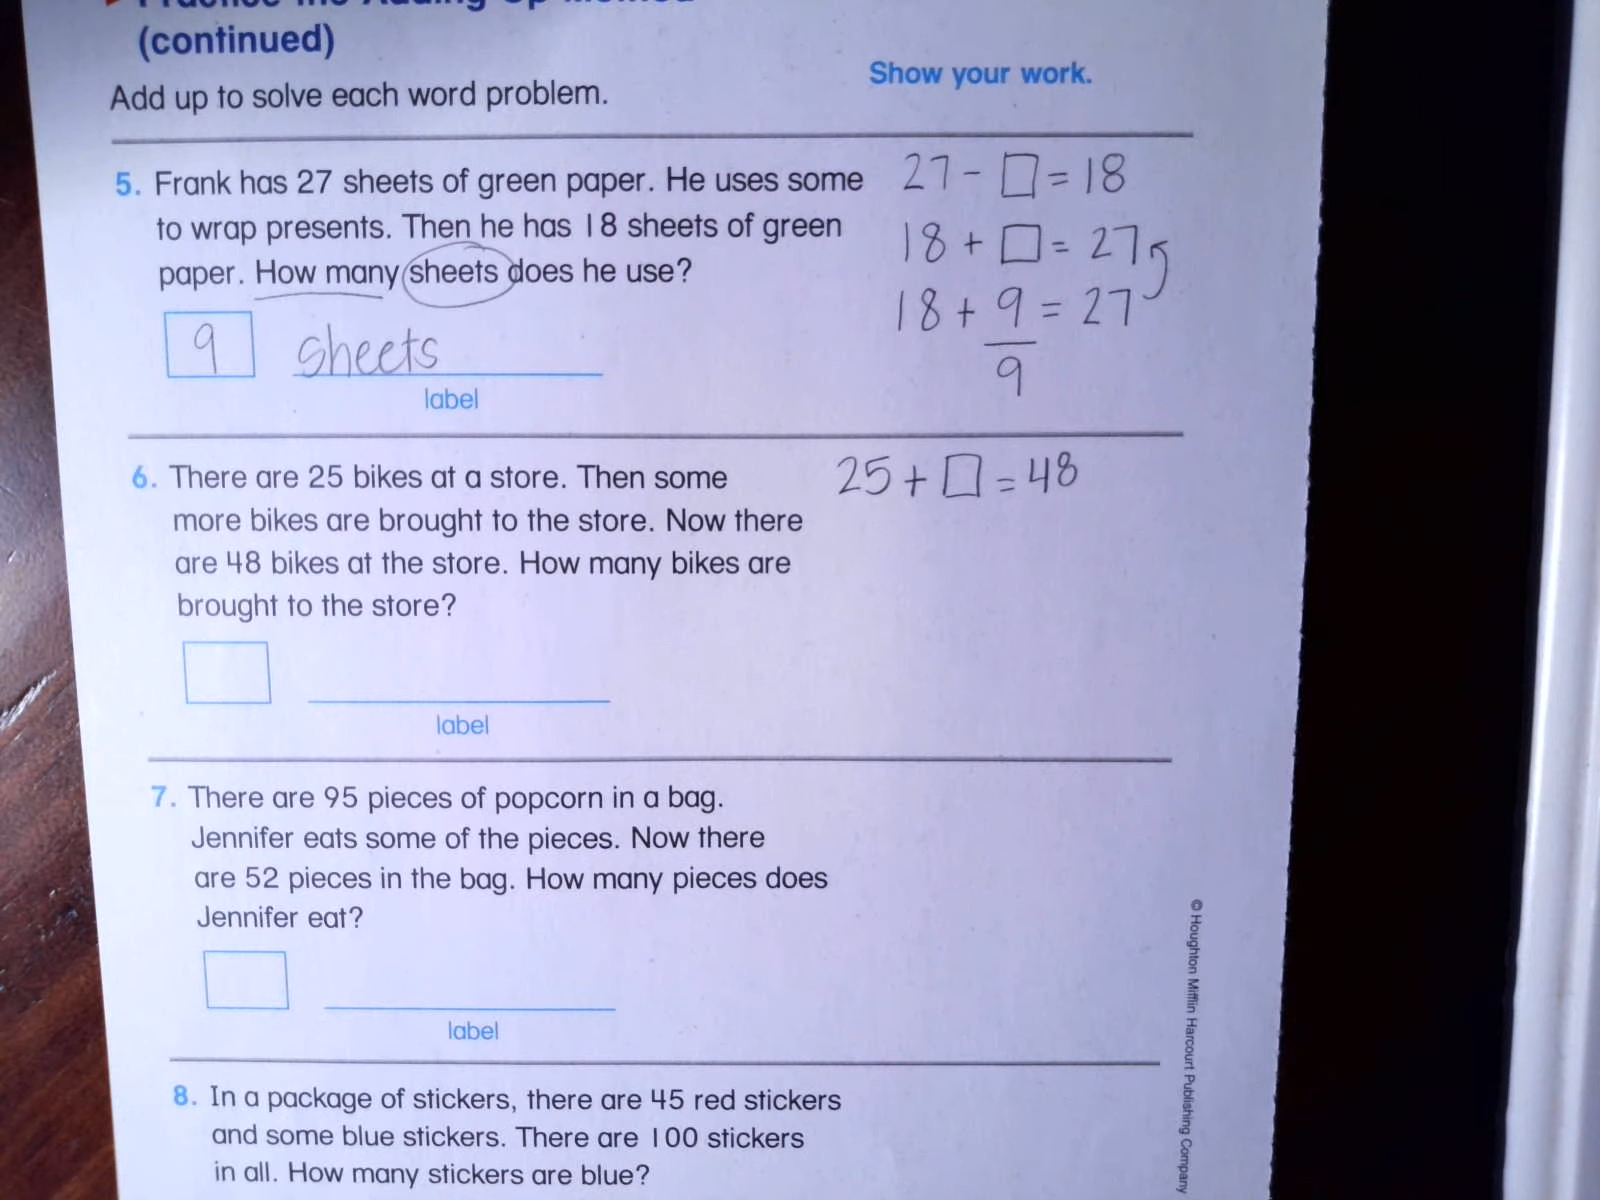 Practice the Adding Up Method
(continued)
Add up to solve each word problem.
Show your work.
5. Frank has 27 sheets of green paper. He uses some
to wrap presents. Then he has 18 sheets of green
paper. How many sheets does he use?
27 - □ = 18
18 + □ = 27
18 + 9 = 27
9
9 sheets
label
6. There are 25 bikes at a store. Then some
more bikes are brought to the store. Now there
are 48 bikes at the store. How many bikes are
brought to the store?
25 + □ = 48
label
7. There are 95 pieces of popcorn in a bag.
Jennifer eats some of the pieces. Now there
are 52 pieces in the bag. How many pieces does
Jennifer eat?
label
8. In a package of stickers, there are 45 red stickers
and some blue stickers. There are 100 stickers
in all. How many stickers are blue?
© Houghton Mifflin Harcourt Publishing Company